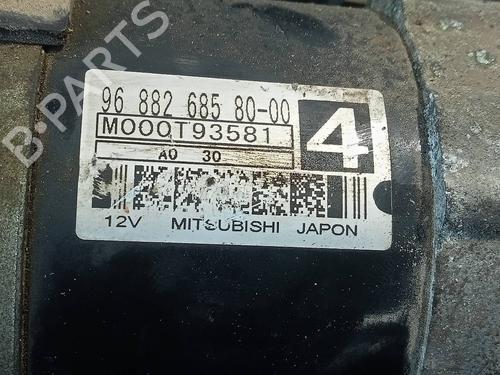 B-PARTS
96 882 685 80-00
M000T93581
4
A0 30
12V MITSUBISHI JAPON